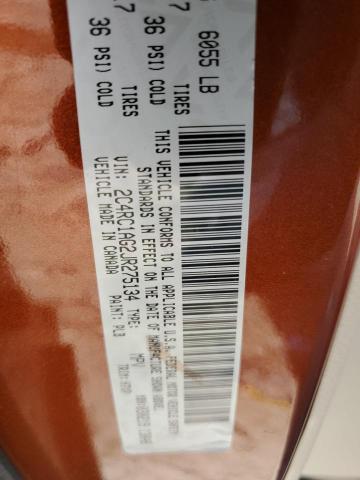 6055 LB
TIRES
36 PSI) COLD
TIRES
36 PSI) COLD
THIS VEHICLE CONFORMS TO ALL APPLICABLE U.S.A. FEDERAL MOTOR VEHICLE SAFETY
STANDARDS IN EFFECT ON THE DATE OF MANUFACTURE SHOWN ABOVE.
VIN: 2C4RC1AG2JR275134
MPV
VEHICLE MADE IN CANADA
PAINT: PLB
TRIM: